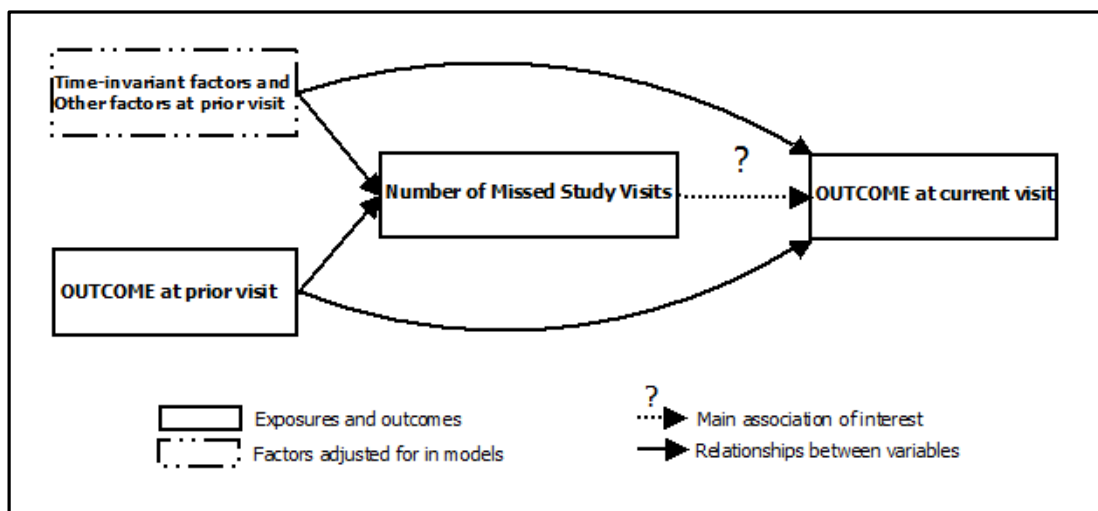 Time-invariant factors and
Other factors at prior visit
?
Number of Missed Study Visits
OUTCOME at current visit
OUTCOME at prior visit
Exposures and outcomes
Factors adjusted for in models
?
Main association of interest
Relationships between variables